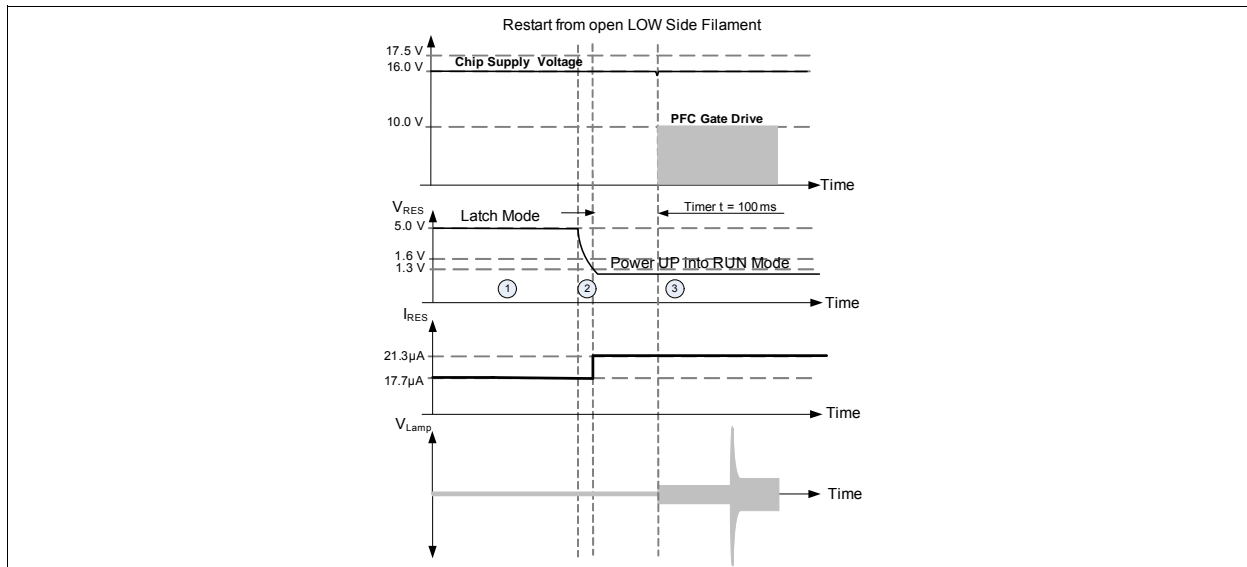 Restart from open LOW Side Filament
17.5 V
16.0 V
Chip Supply Voltage
10.0 V
PFC Gate Drive
Time
VRES
Latch Mode
Timer t = 100 ms
5.0 V
1.6 V
Power UP into RUN Mode
1.3 V
1
2
3
Time
IRES
21.3µA
17.7µA
Time
VLamp
Time